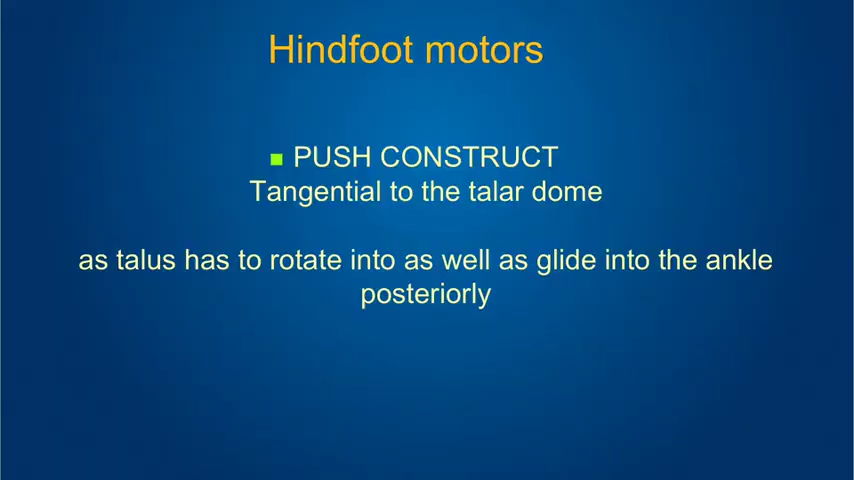 Hindfoot motors
PUSH CONSTRUCT
Tangential to the talar dome
as talus has to rotate into as well as glide into the ankle
posteriorly